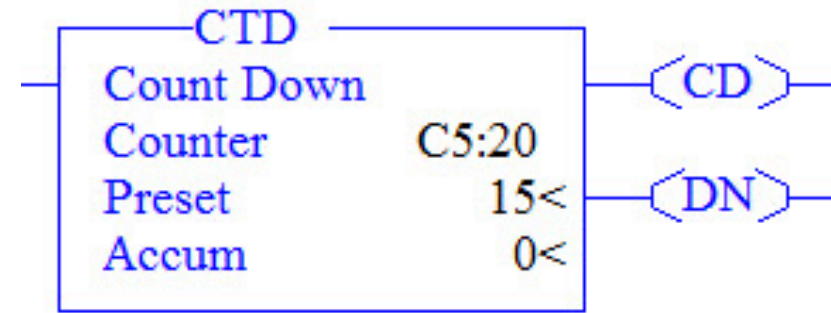 CTD
Count Down
CD
Counter C5:20
Preset 15<
DN
Accum 0<